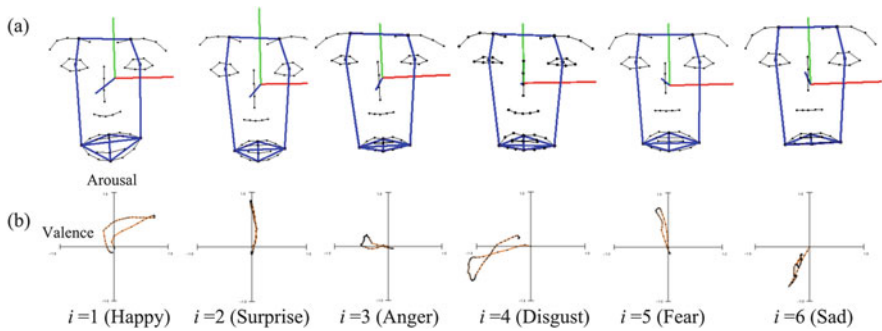 (a)
Arousal
(b)
Valence
i =1 (Happy) i =2 (Surprise) i =3 (Anger) i =4 (Disgust) i =5 (Fear) i =6 (Sad)